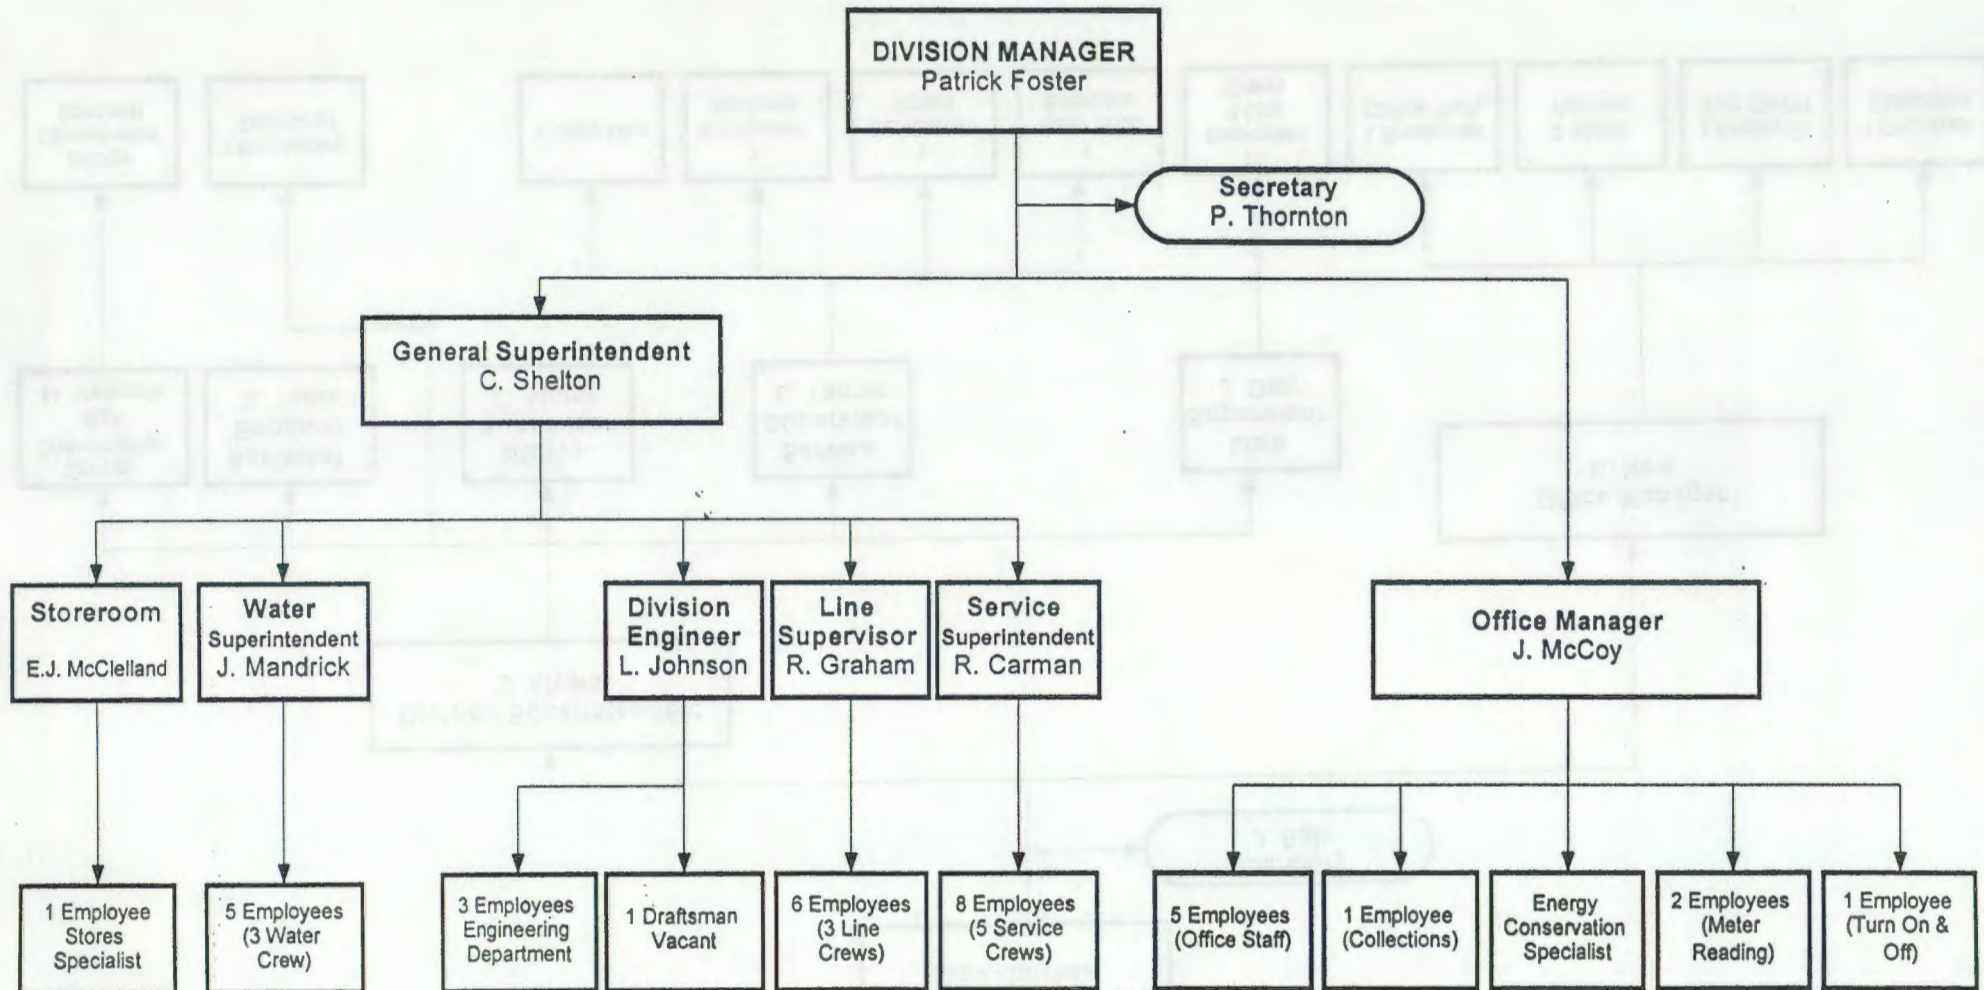 DIVISION MANAGER
Patrick Foster
Secretary
P. Thornton
General Superintendent
C. Shelton
Storeroom
E.J. McClelland
Water
Superintendent
J. Mandrick
Division
Engineer
L. Johnson
Line
Supervisor
R. Graham
Service
Superintendent
R. Carman
Office Manager
J. McCoy
1 Employee
Stores
Specialist
5 Employees
(3 Water
Crew)
3 Employees
Engineering
Department
1 Draftsman
Vacant
6 Employees
(3 Line
Crews)
8 Employees
(5 Service
Crews)
5 Employees
(Office Staff)
1 Employee
(Collections)
Energy
Conservation
Specialist
2 Employees
(Meter
Reading)
1 Employee
(Turn On &
Off)